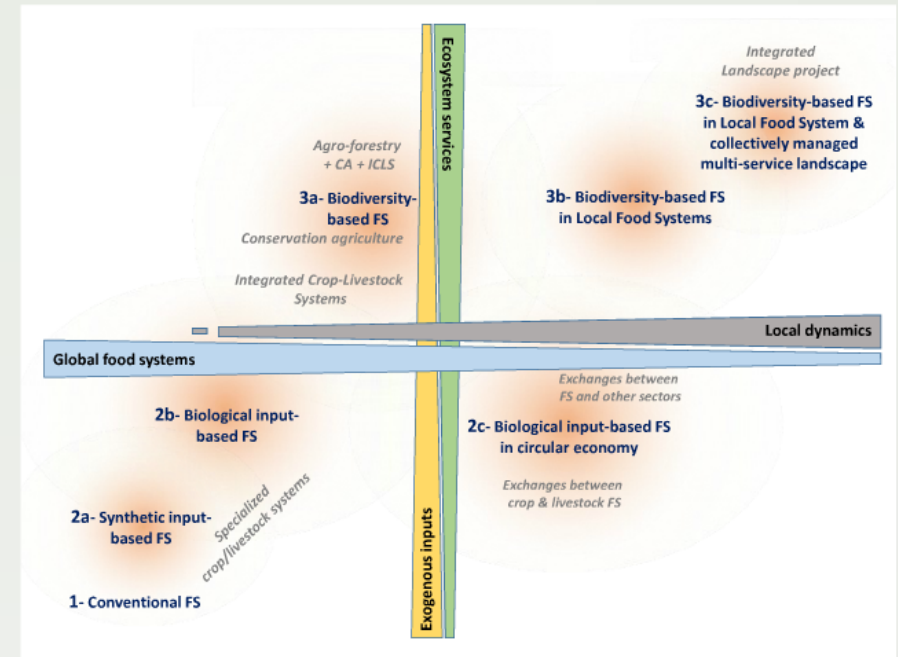 Integrated
Landscape project
3c- Biodiversity-based FS
in Local Food System &
collectively managed
multi-service landscape
Ecosystem services
Agro-forestry
+ CA + ICLS
3a- Biodiversity-
based FS
Conservation agriculture
Integrated Crop-Livestock
Systems
3b- Biodiversity-based FS
in Local Food Systems
Local dynamics
Global food systems
2b- Biological input-
based FS
Exchanges between
FS and other sectors
2c- Biological input-based FS
in circular economy
Exchanges between
crop & livestock FS
2a- Synthetic input-
based FS
Specialized
crop/livestock systems
Exogenous inputs
1- Conventional FS